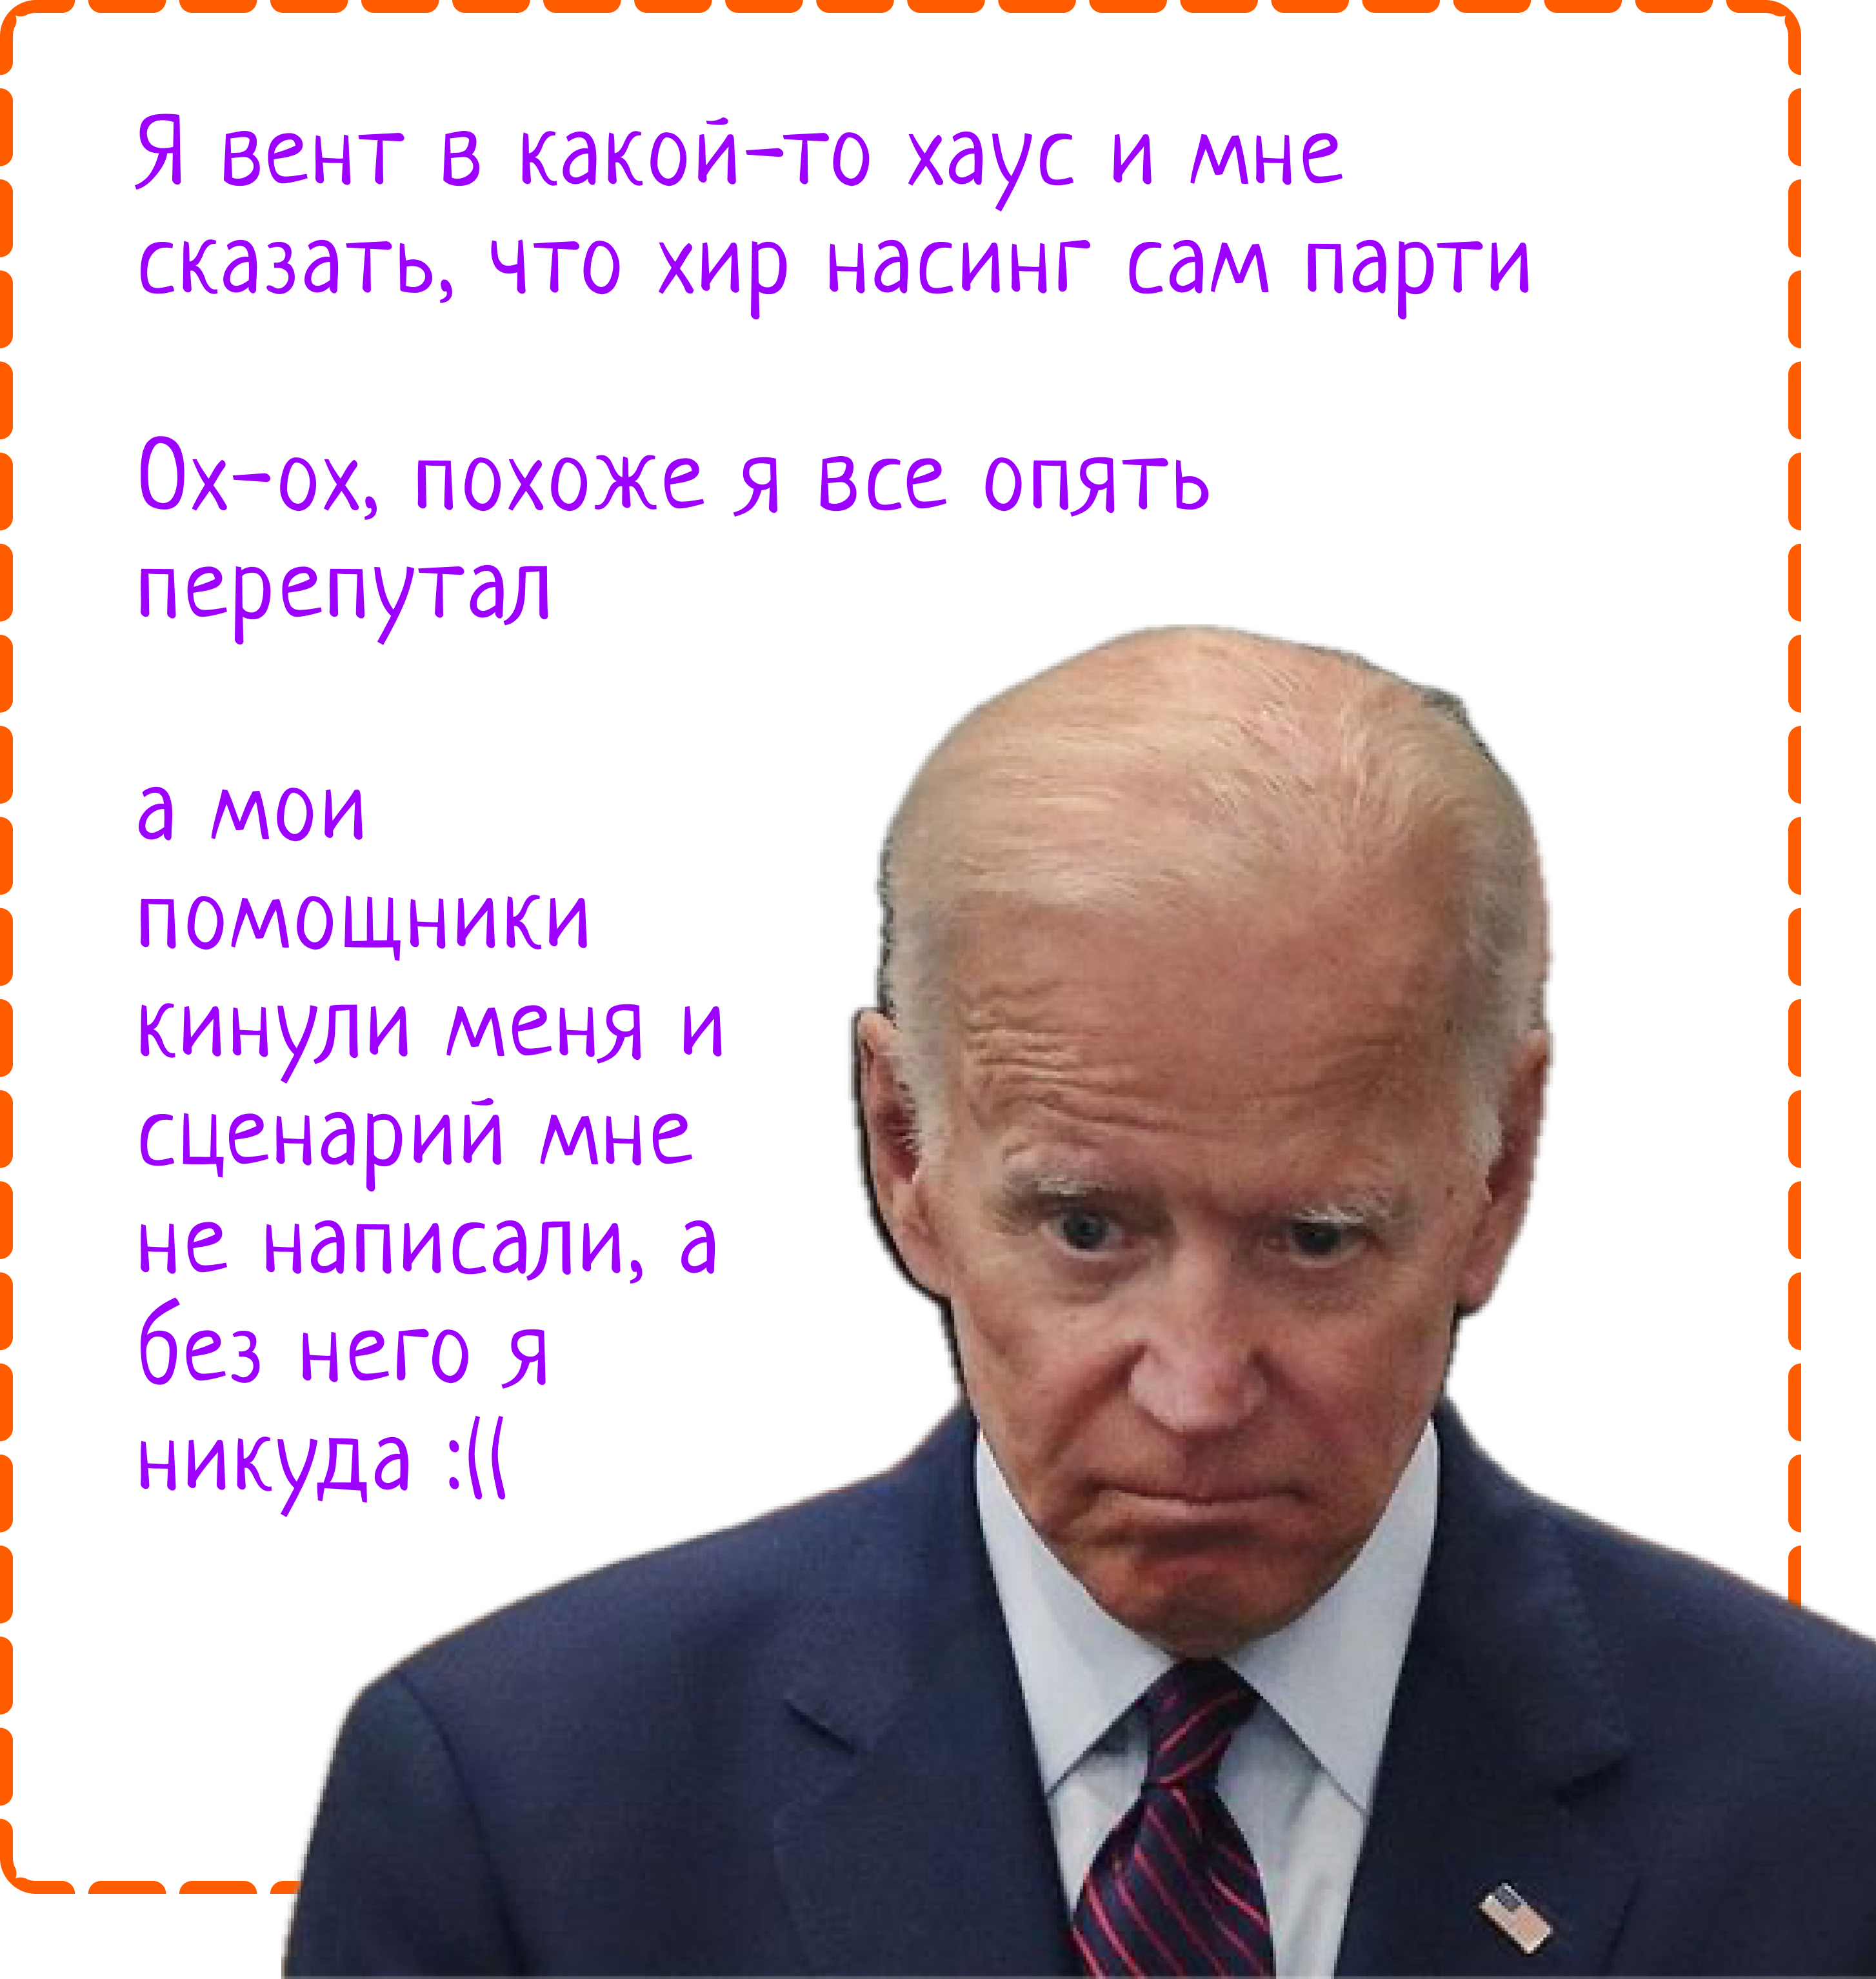 Я вент в какой-то хаус и мне
сказать, что хир насинг сам парти
Ох-ох, похоже я все опять
перепутал
а мои
помощники
кинули меня и
сценарий мне
не написали, а
без него я
никуда :((